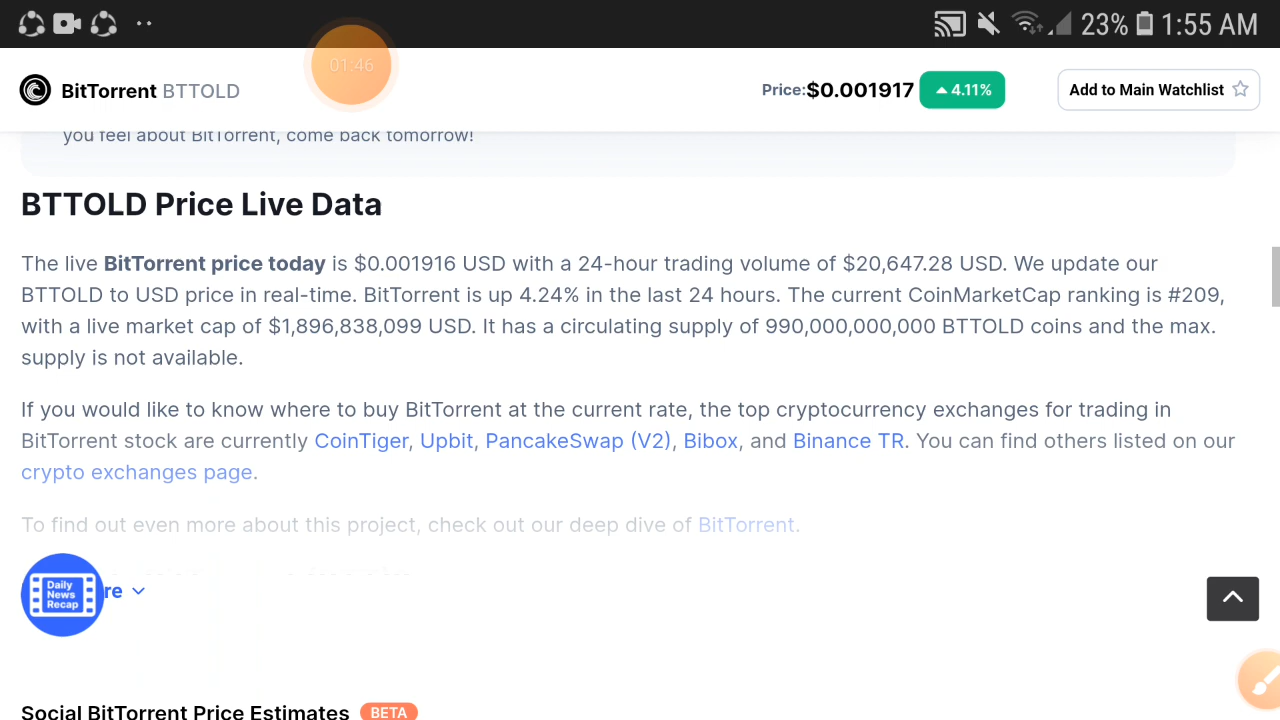 23% 1:55 AM
01:46
BitTorrent BTTOLD
Price:$0.001917 4.11%
Add to Main Watchlist
you feel about BitTorrent, come back tomorrow!
BTTOLD Price Live Data
The live BitTorrent price today is $0.001916 USD with a 24-hour trading volume of $20,647.28 USD. We update our
BTTOLD to USD price in real-time. BitTorrent is up 4.24% in the last 24 hours. The current CoinMarketCap ranking is #209,
with a live market cap of $1,896,838,099 USD. It has a circulating supply of 990,000,000,000 BTTOLD coins and the max.
supply is not available.
If you would like to know where to buy BitTorrent at the current rate, the top cryptocurrency exchanges for trading in
BitTorrent stock are currently CoinTiger, Upbit, PancakeSwap (V2), Bibox, and Binance TR. You can find others listed on our
crypto exchanges page.
To find out even more about this project, check out our deep dive of BitTorrent.
Daily
News
Recap
re
Social BitTorrent Price Estimates BETA